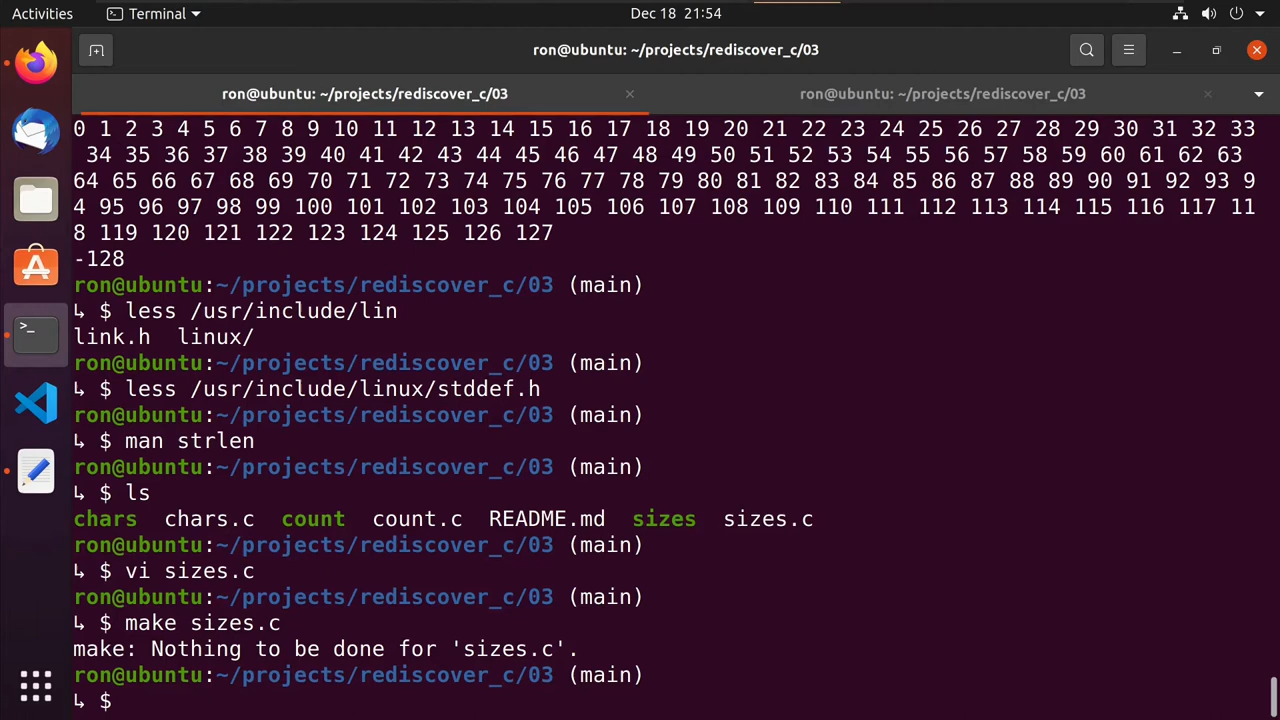 Activities
Terminal
Dec 18 21:54
ron@ubuntu: ~/projects/rediscover_c/03
ron@ubuntu: ~/projects/rediscover_c/03
ron@ubuntu: ~/projects/rediscover_c/03
0 1 2 3 4 5 6 7 8 9 10 11 12 13 14 15 16 17 18 19 20 21 22 23 24 25 26 27 28 29 30 31 32 33
34 35 36 37 38 39 40 41 42 43 44 45 46 47 48 49 50 51 52 53 54 55 56 57 58 59 60 61 62 63
64 65 66 67 68 69 70 71 72 73 74 75 76 77 78 79 80 81 82 83 84 85 86 87 88 89 90 91 92 93 9
4 95 96 97 98 99 100 101 102 103 104 105 106 107 108 109 110 111 112 113 114 115 116 117 11
8 119 120 121 122 123 124 125 126 127
-128
ron@ubuntu:~/projects/rediscover_c/03 (main)
↳ $ less /usr/include/lin
link.h  linux/
ron@ubuntu:~/projects/rediscover_c/03 (main)
↳ $ less /usr/include/linux/stddef.h
ron@ubuntu:~/projects/rediscover_c/03 (main)
↳ $ man strlen
ron@ubuntu:~/projects/rediscover_c/03 (main)
↳ $ ls
chars  chars.c  count  count.c  README.md  sizes  sizes.c
ron@ubuntu:~/projects/rediscover_c/03 (main)
↳ $ vi sizes.c
ron@ubuntu:~/projects/rediscover_c/03 (main)
↳ $ make sizes.c
make: Nothing to be done for 'sizes.c'.
ron@ubuntu:~/projects/rediscover_c/03 (main)
↳ $